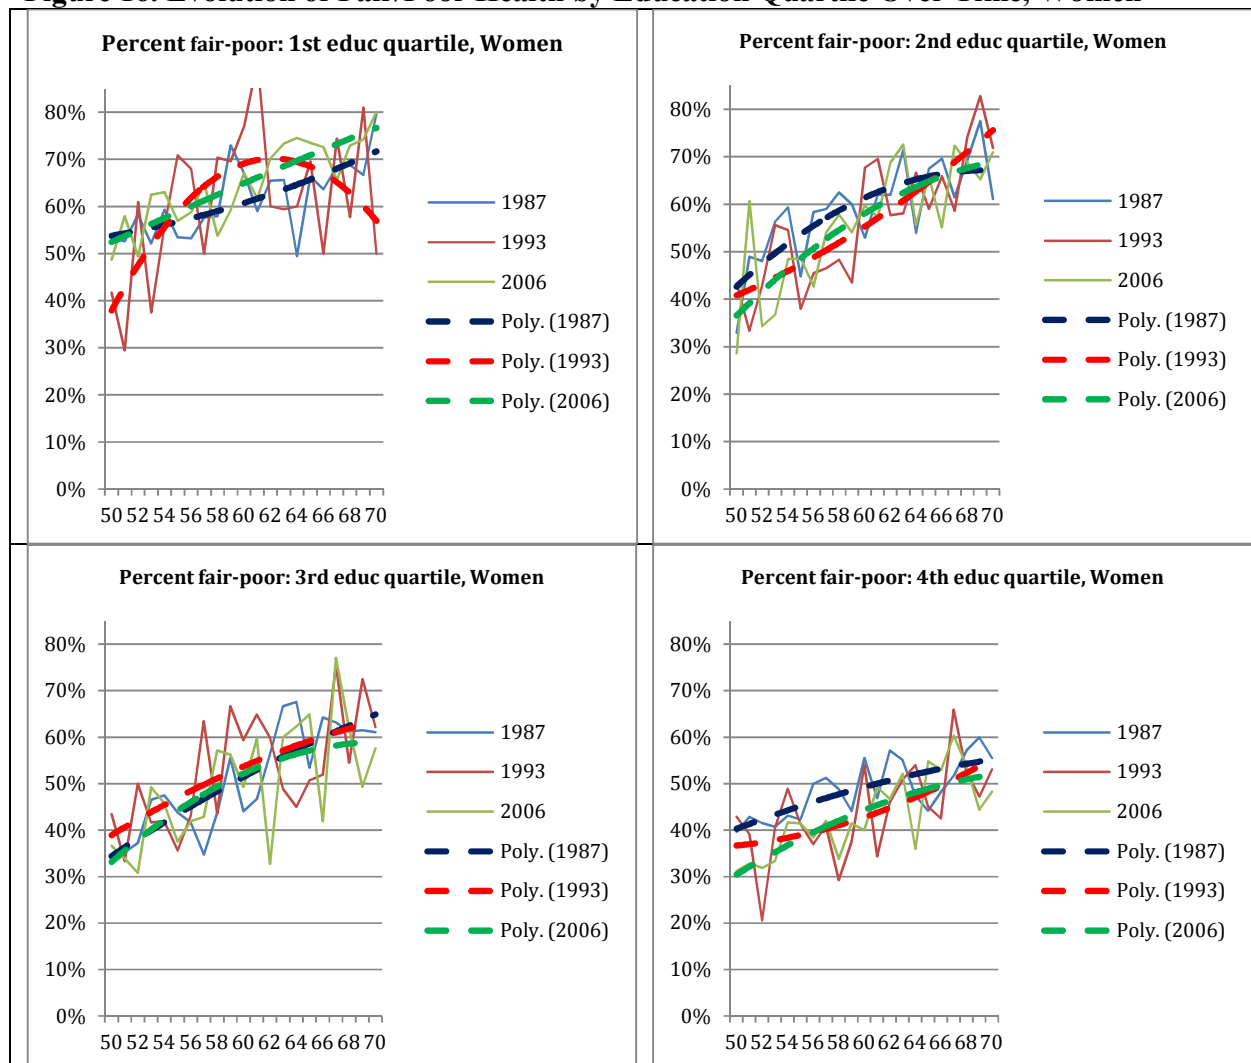 Percent fair-poor: 1st educ quartile, Women
80%
70%
60%
50%
40%
30%
20%
10%
0%
50 52 54 56 58 60 62 64 66 68 70
1987
1993
2006
Poly. (1987)
Poly. (1993)
Poly. (2006)
Percent fair-poor: 2nd educ quartile, Women
80%
70%
60%
50%
40%
30%
20%
10%
0%
50 52 54 56 58 60 62 64 66 68 70
1987
1993
2006
Poly. (1987)
Poly. (1993)
Poly. (2006)
Percent fair-poor: 3rd educ quartile, Women
80%
70%
60%
50%
40%
30%
20%
10%
0%
50 52 54 56 58 60 62 64 66 68 70
1987
1993
2006
Poly. (1987)
Poly. (1993)
Poly. (2006)
Percent fair-poor: 4th educ quartile, Women
80%
70%
60%
50%
40%
30%
20%
10%
0%
50 52 54 56 58 60 62 64 66 68 70
1987
1993
2006
Poly. (1987)
Poly. (1993)
Poly. (2006)